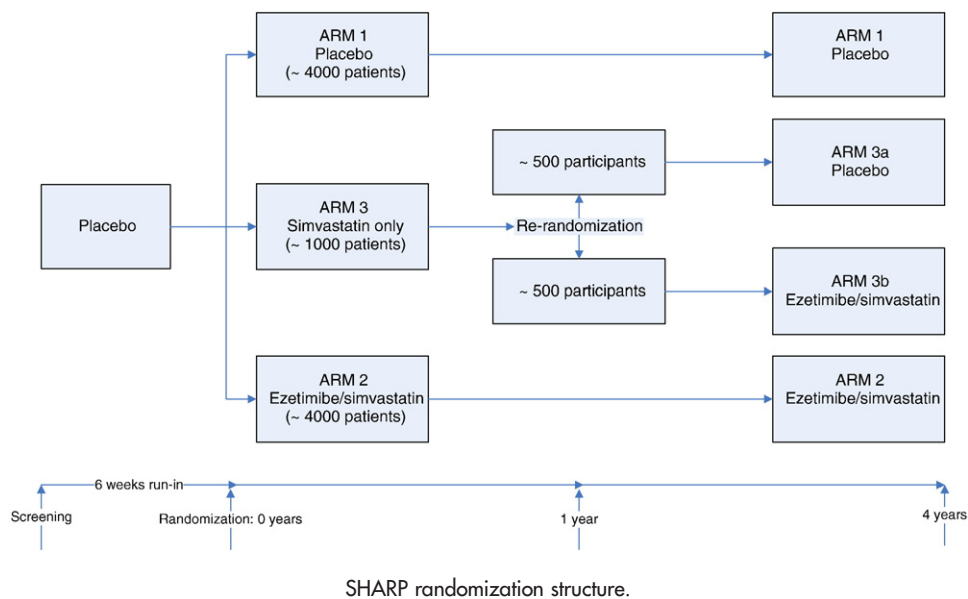 ARM 1
Placebo
(~ 4000 patients)
ARM 1
Placebo
~ 500 participants
ARM 3a
Placebo
Placebo
ARM 3
Simvastatin only
(~ 1000 patients)
Re-randomization
~ 500 participants
ARM 3b
Ezetimibe/simvastatin
ARM 2
Ezetimibe/simvastatin
(~ 4000 patients)
ARM 2
Ezetimibe/simvastatin
6 weeks run-in
Screening
Randomization: 0 years
1 year
4 years
SHARP randomization structure.